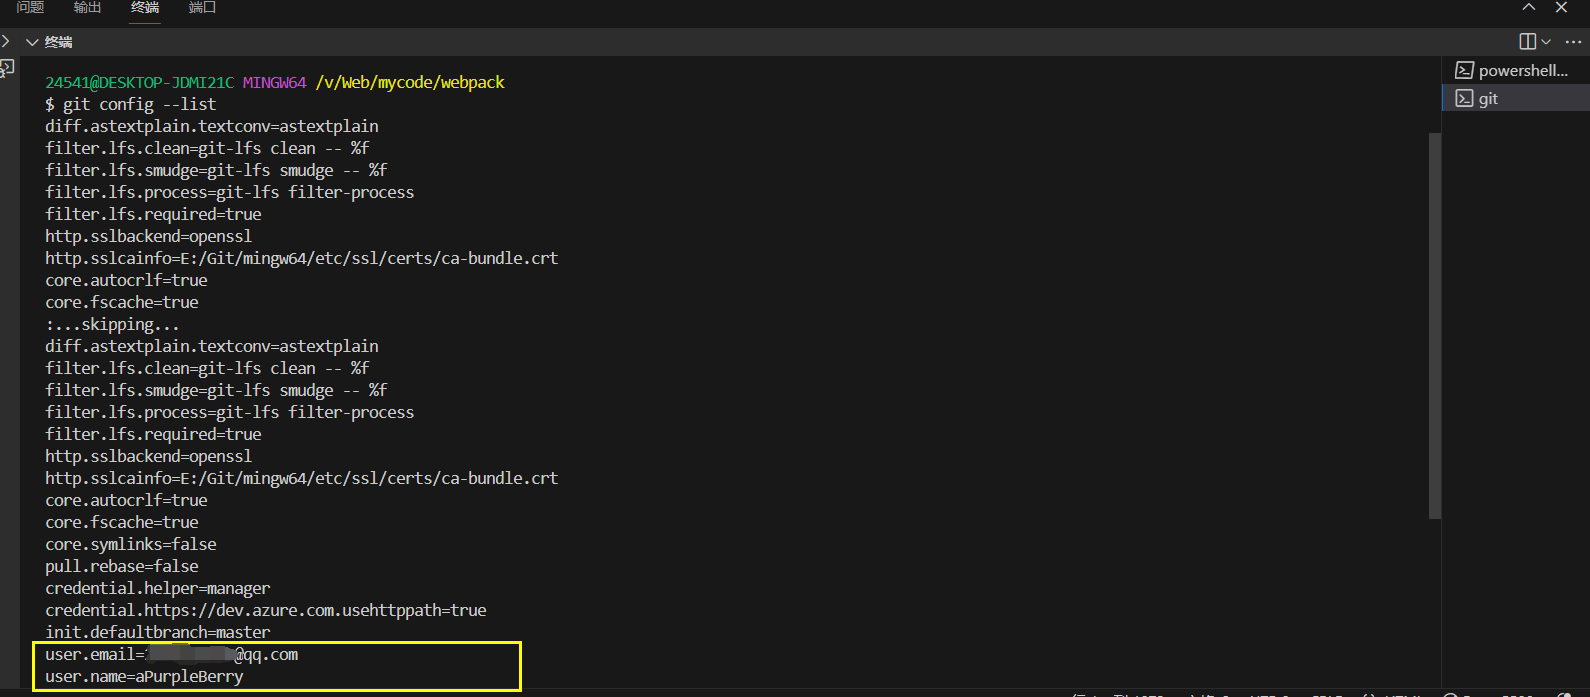 问题 输出 终端 端口
终端
24541@DESKTOP-JDMI21C MINGW64 /v/Web/mycode/webpack
$ git config --list
diff.astextplain.textconv=astextplain
filter.lfs.clean=git-lfs clean -- %f
filter.lfs.smudge=git-lfs smudge -- %f
filter.lfs.process=git-lfs filter-process
filter.lfs.required=true
http.sslbackend=openssl
http.sslcainfo=E:/Git/mingw64/etc/ssl/certs/ca-bundle.crt
core.autocrlf=true
core.fscache=true
:...skipping...
diff.astextplain.textconv=astextplain
filter.lfs.clean=git-lfs clean -- %f
filter.lfs.smudge=git-lfs smudge -- %f
filter.lfs.process=git-lfs filter-process
filter.lfs.required=true
http.sslbackend=openssl
http.sslcainfo=E:/Git/mingw64/etc/ssl/certs/ca-bundle.crt
core.autocrlf=true
core.fscache=true
core.symlinks=false
pull.rebase=false
credential.helper=manager
credential.https://dev.azure.com.usehttppath=true
init.defaultbranch=master
user.email= @qq.com
user.name=aPurpleBerry
powershell...
git